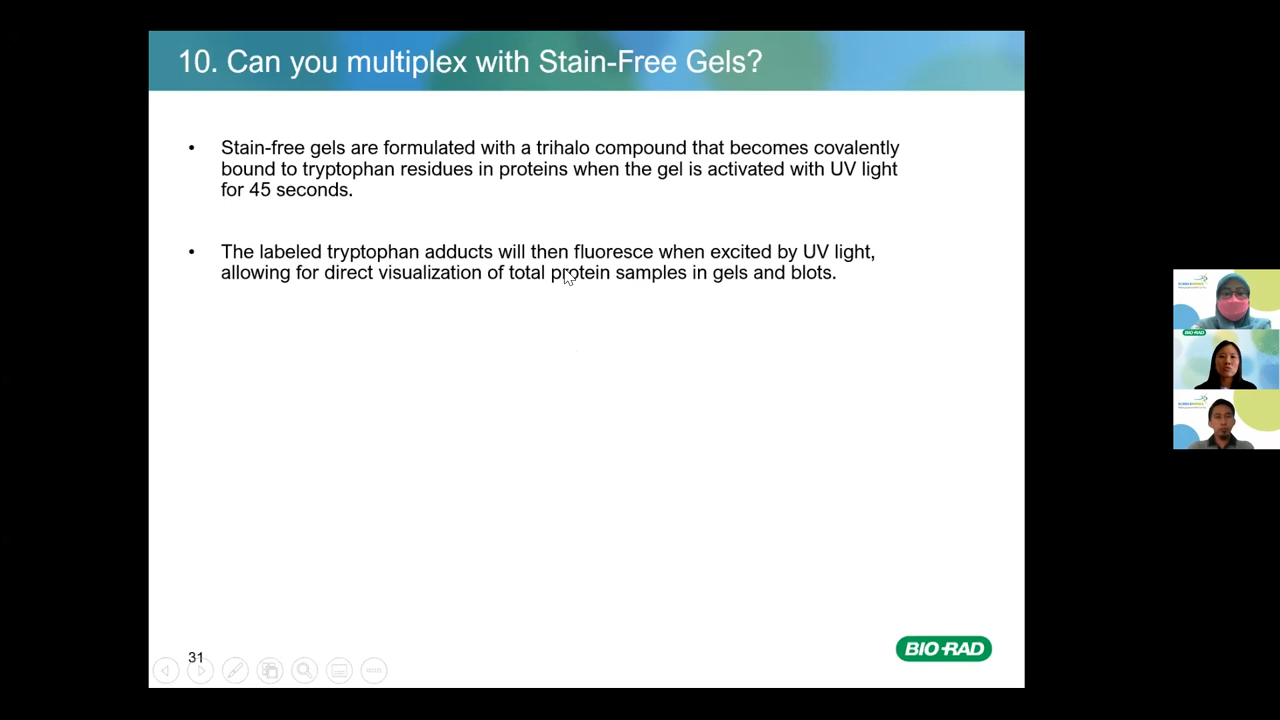 10. Can you multiplex with Stain-Free Gels?
• Stain-free gels are formulated with a trihalo compound that becomes covalently
bound to tryptophan residues in proteins when the gel is activated with UV light
for 45 seconds.
• The labeled tryptophan adducts will then fluoresce when excited by UV light,
allowing for direct visualization of total protein samples in gels and blots.
BIO-RAD
31
BIO-RAD